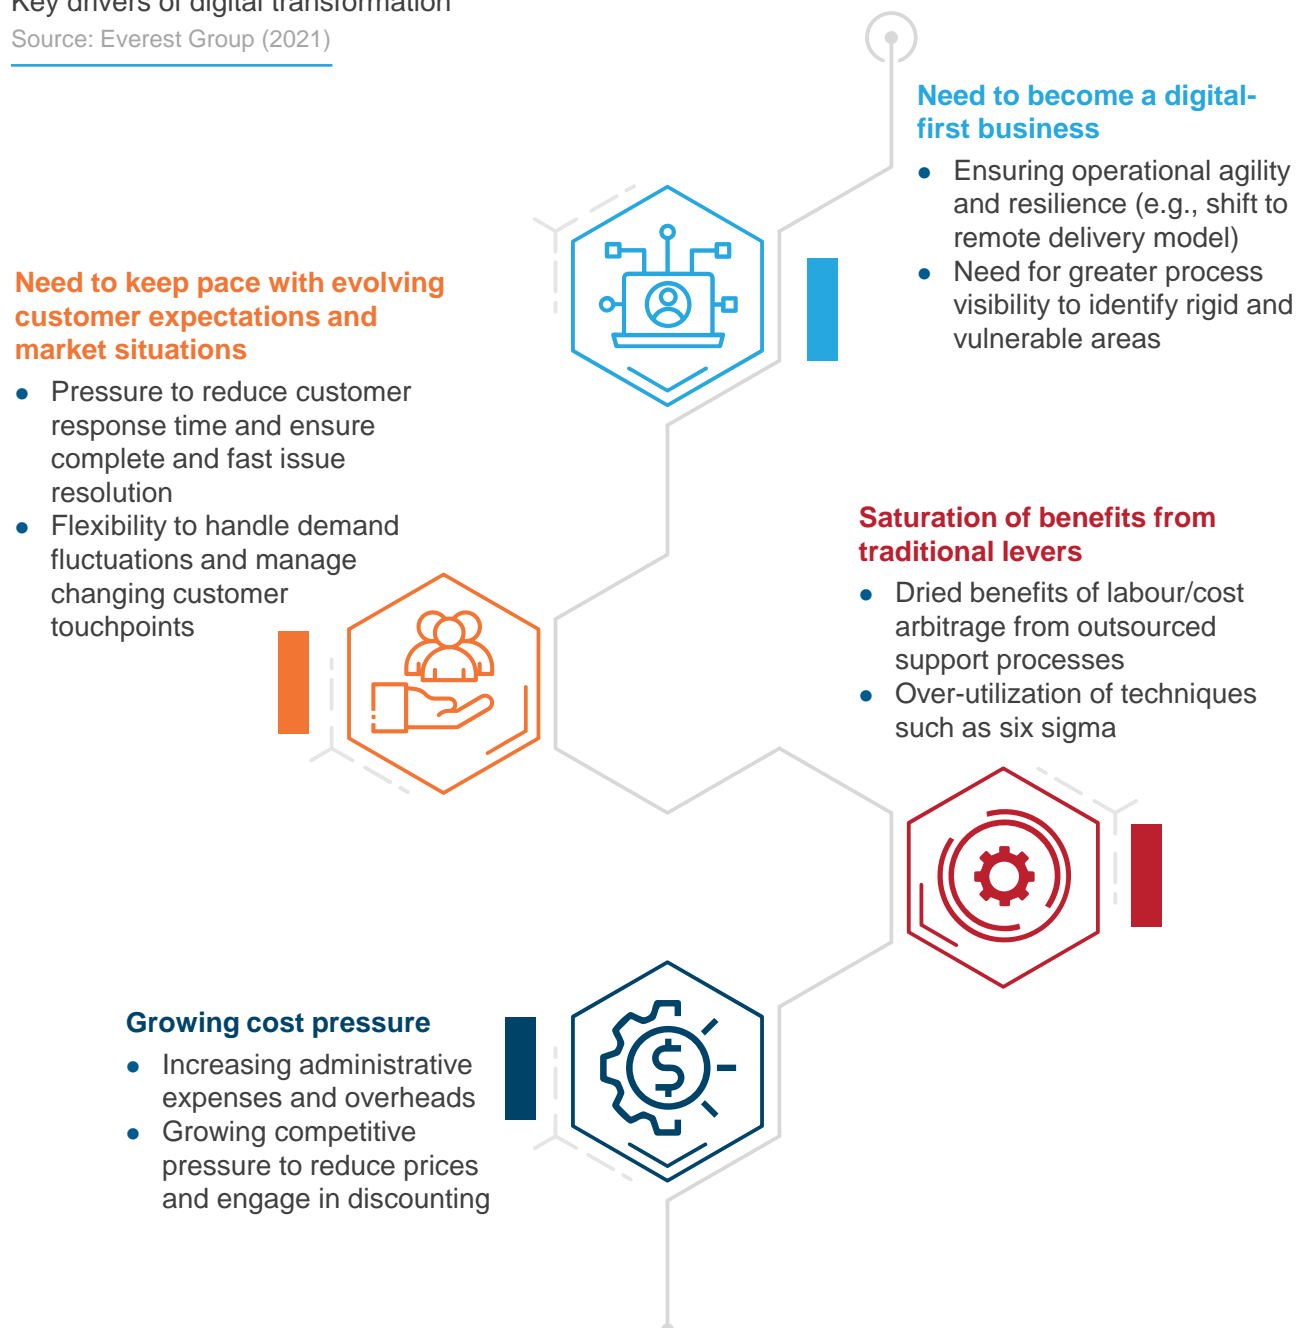 Key drivers of digital transformation
Source: Everest Group (2021)
Need to become a digital-
first business
● Ensuring operational agility
and resilience (e.g., shift to
remote delivery model)
● Need for greater process
visibility to identify rigid and
vulnerable areas
Need to keep pace with evolving
customer expectations and
market situations
● Pressure to reduce customer
response time and ensure
complete and fast issue
resolution
● Flexibility to handle demand
fluctuations and manage
changing customer
touchpoints
Saturation of benefits from
traditional levers
● Dried benefits of labour/cost
arbitrage from outsourced
support processes
● Over-utilization of techniques
such as six sigma
Growing cost pressure
● Increasing administrative
expenses and overheads
● Growing competitive
pressure to reduce prices
and engage in discounting
$